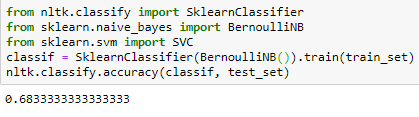 from nltk.classify import SklearnClassifier
from sklearn.naive_bayes import BernoulliNB
from sklearn.svm import SVC
classif = SklearnClassifier(BernoulliNB()).train(train_set)
nltk.classify.accuracy(classif, test_set)
0.6833333333333333